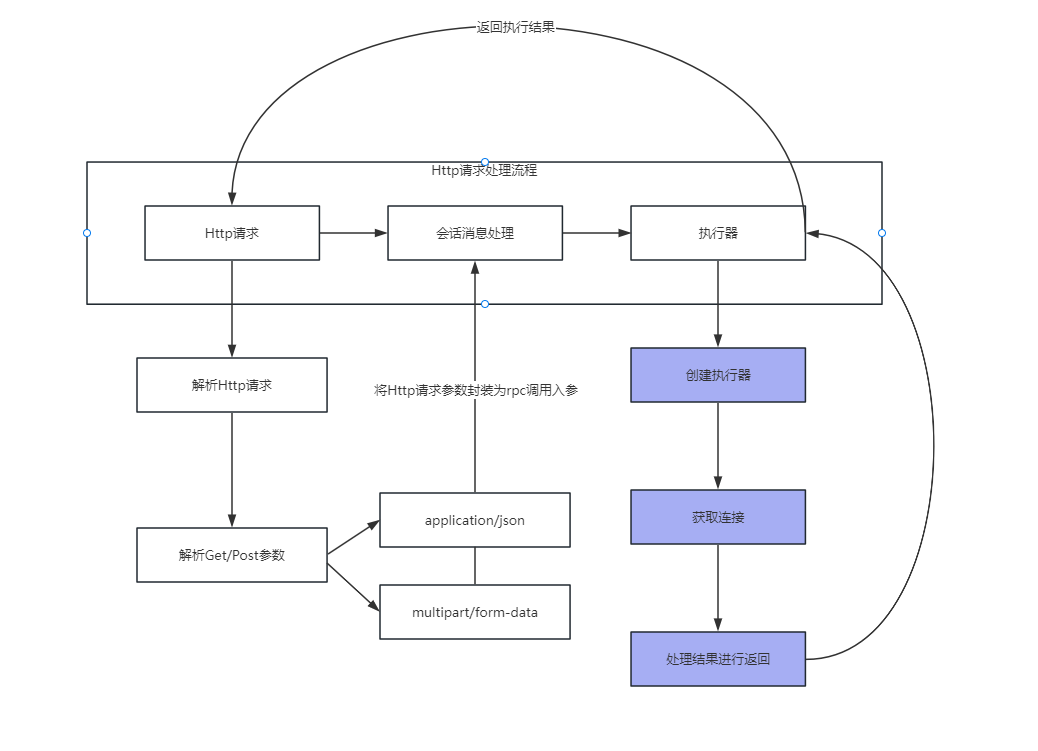 返回执行结果
Http请求处理流程
Http请求
会话消息处理
执行器
解析Http请求
创建执行器
将Http请求参数封装为rpc调用入参
获取连接
application/json
解析Get/Post参数
multipart/form-data
处理结果进行返回